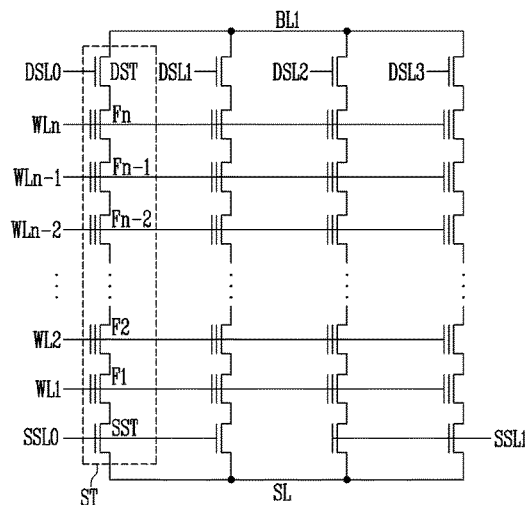 BL1
DSL0 DST DSL1 DSL2 DSL3
WLn Fn
WLn-1 Fn-1
WLn-2 Fn-2
WL2 F2
WL1 F1
SSL0 SST SSL1
ST SL